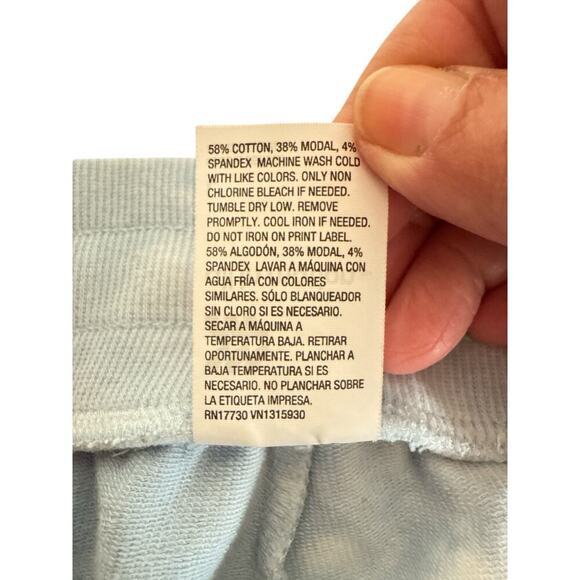 58% COTTON, 38% MODAL, 4%
SPANDEX MACHINE WASH COLD
WITH LIKE COLORS. ONLY NON
CHLORINE BLEACH IF NEEDED.
TUMBLE DRY LOW. REMOVE
PROMPTLY. COOL IRON IF NEEDED.
DO NOT IRON ON PRINT LABEL.
58% ALGODÓN, 38% MODAL, 4%
SPANDEX LAVAR A MÁQUINA CON
AGUA FRÍA CON COLORES
SIMILARES. SÓLO BLANQUEADOR
SIN CLORO SI ES NECESARIO.
SECAR A MÁQUINA A
TEMPERATURA BAJA. RETIRAR
OPORTUNAMENTE. PLANCHAR A
BAJA TEMPERATURA SI ES
NECESARIO. NO PLANCHAR SOBRE
LA ETIQUETA IMPRESA.
RN17730 VN1315930